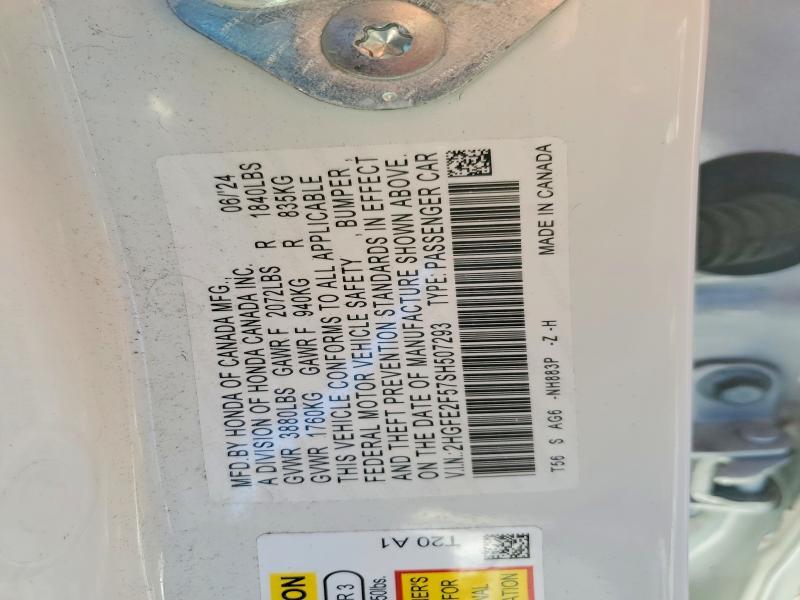 MFD.BY HONDA OF CANADA MFG., 06/'24
A DIVISION OF HONDA CANADA INC.
GVWR 3880LBS GAWR F 2072LBS R 1840LBS
GVWR 1760KG GAWR F 940KG R 835KG
THIS VEHICLE CONFORMS TO ALL APPLICABLE
FEDERAL MOTOR VEHICLE SAFETY , BUMPER ,
AND THEFT PREVENTION STANDARDS IN EFFECT
ON THE DATE OF MANUFACTURE SHOWN ABOVE.
V.I.N.:2HGFE2F57SH507293 TYPE: PASSENGER CAR
T56 S AG6 -NH883P -Z -H MADE IN CANADA
T20 A1